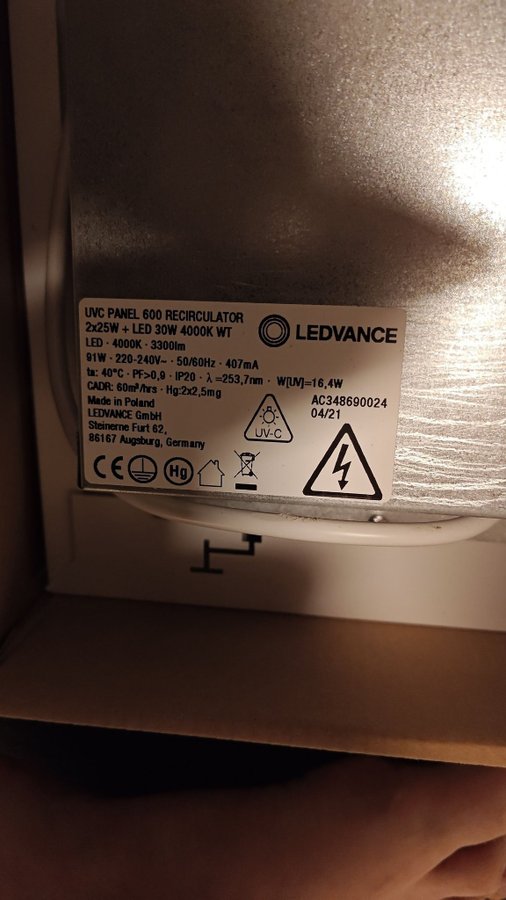 UVC PANEL 600 RECIRCULATOR
2x25W + LED 30W 4000K WT
LED · 4000K · 3300lm
91W · 220-240V~ · 50/60Hz · 407mA
ta: 40°C · PF>0,9 · IP20 · λ=253,7nm · W[UV]=16,4W
CADR: 60m³/hrs · Hg:2x2,5mg
Made in Poland
LEDVANCE GmbH
Steinerne Furt 62,
86167 Augsburg, Germany
LEDVANCE
AC348690024
04/21
UV-C
CE
Hg